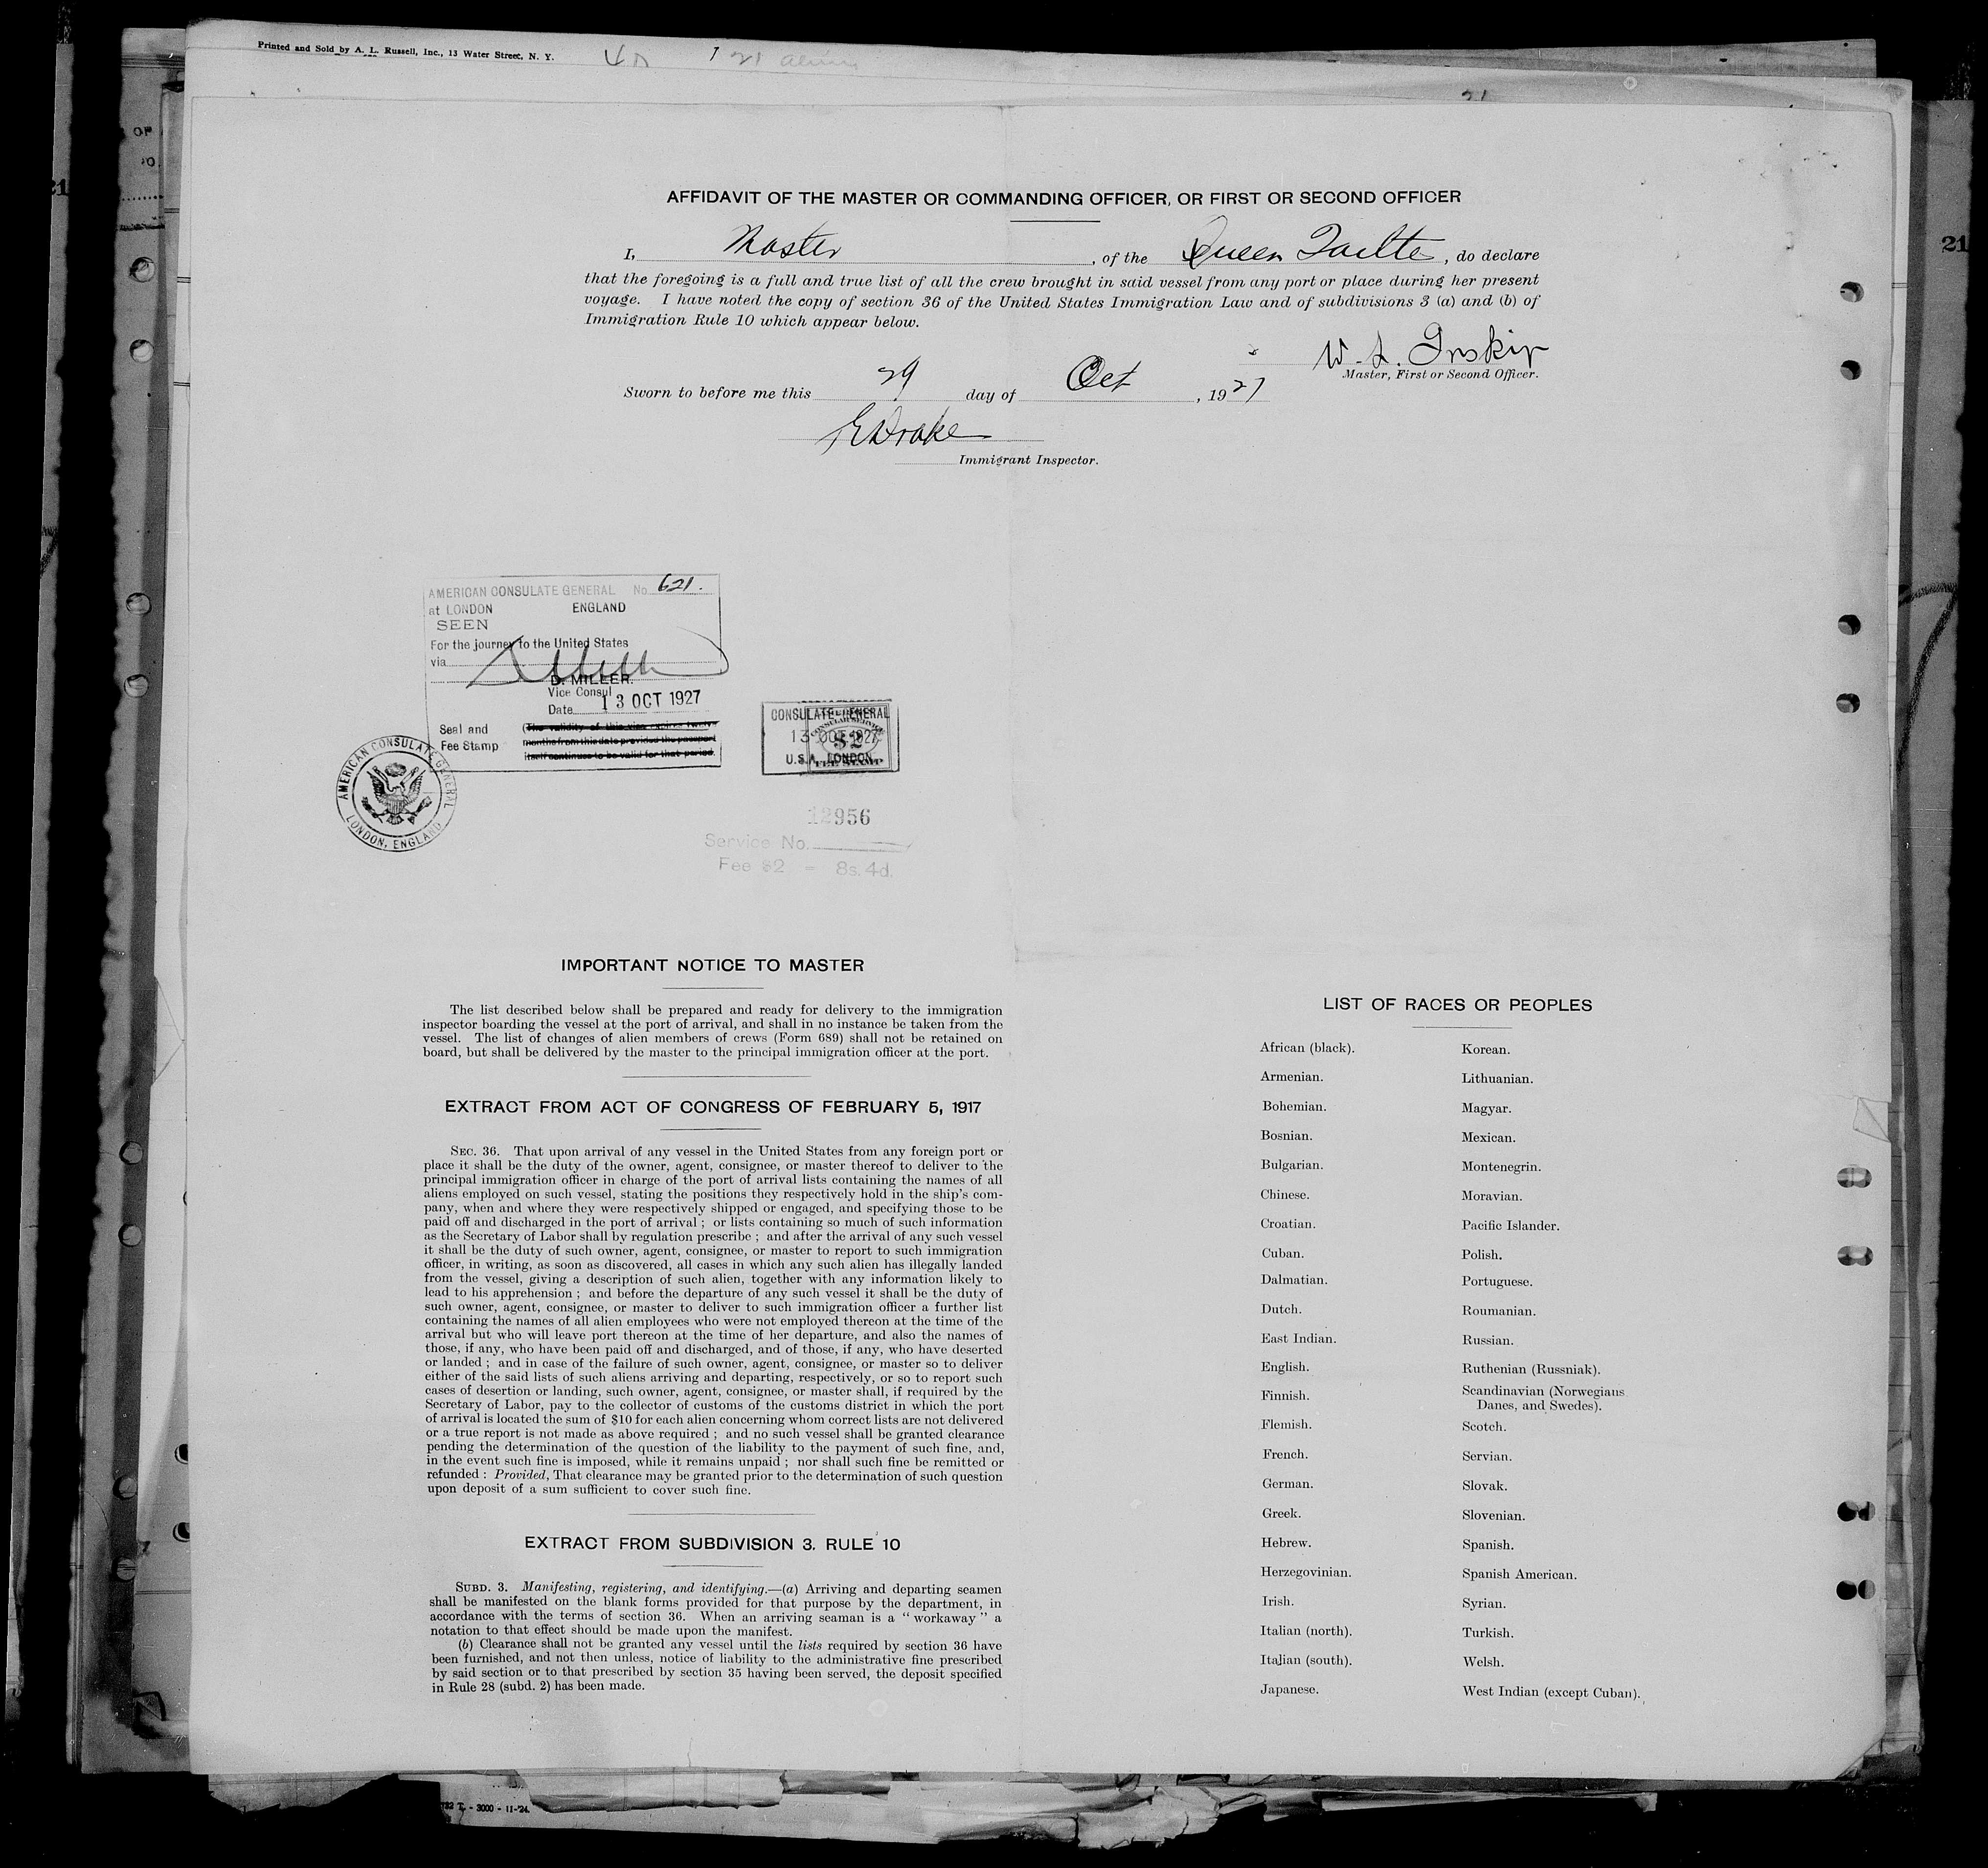 Printed and Sold by A. L. Russell, Inc., 13 Water Street, N. Y.
21
OF
21
21
AFFIDAVIT OF THE MASTER OR COMMANDING OFFICER, OR FIRST OR SECOND OFFICER
I, Master, of the Queen, do declare
that the foregoing is a full and true list of all the crew brought in said vessel from any port or place during her present
voyage. I have noted the copy of section 36 of the United States Immigration Law and of subdivisions 3 (a) and (b) of
Immigration Rule 10 which appear below.
W. L. Inskip
Master, First or Second Officer.
Sworn to before me this 29 day of Oct, 1927
Drake
Immigrant Inspector.
AMERICAN CONSULATE GENERAL No 621.
at LONDON ENGLAND
SEEN
For the journey to the United States
via
D. MILLER.
Vice Consul
Date 13 OCT 1927
Seal and
Fee Stamp
(The validity of this visa expires twelve
months from this date provided the passport
itself continues to be valid for that period.
AMERICAN CONSULATE GENERAL
LONDON, ENGLAND
CONSULATE-GENERAL
13 OCT 1927
$2
U.S.A. LONDON
FEE STAMP
12956
Service No.
Fee $2 = 8s. 4d.
IMPORTANT NOTICE TO MASTER
The list described below shall be prepared and ready for delivery to the immigration
inspector boarding the vessel at the port of arrival, and shall in no instance be taken from the
vessel. The list of changes of alien members of crews (Form 689) shall not be retained on
board, but shall be delivered by the master to the principal immigration officer at the port.
EXTRACT FROM ACT OF CONGRESS OF FEBRUARY 5, 1917
SEC. 36. That upon arrival of any vessel in the United States from any foreign port or
place it shall be the duty of the owner, agent, consignee, or master thereof to deliver to the
principal immigration officer in charge of the port of arrival lists containing the names of all
aliens employed on such vessel, stating the positions they respectively hold in the ship's com-
pany, when and where they were respectively shipped or engaged, and specifying those to be
paid off and discharged in the port of arrival ; or lists containing so much of such information
as the Secretary of Labor shall by regulation prescribe ; and after the arrival of any such vessel
it shall be the duty of such owner, agent, consignee, or master to report to such immigration
officer, in writing, as soon as discovered, all cases in which any such alien has illegally landed
from the vessel, giving a description of such alien, together with any information likely to
lead to his apprehension ; and before the departure of any such vessel it shall be the duty of
such owner, agent, consignee, or master to deliver to such immigration officer a further list
containing the names of all alien employees who were not employed thereon at the time of the
arrival but who will leave port thereon at the time of her departure, and also the names of
those, if any, who have been paid off and discharged, and of those, if any, who have deserted
or landed ; and in case of the failure of such owner, agent, consignee, or master so to deliver
either of the said lists of such aliens arriving and departing, respectively, or so to report such
cases of desertion or landing, such owner, agent, consignee, or master shall, if required by the
Secretary of Labor, pay to the collector of customs of the customs district in which the port
of arrival is located the sum of $10 for each alien concerning whom correct lists are not delivered
or a true report is not made as above required ; and no such vessel shall be granted clearance
pending the determination of the question of the liability to the payment of such fine, and,
in the event such fine is imposed, while it remains unpaid ; nor shall such fine be remitted or
refunded : Provided, That clearance may be granted prior to the determination of such question
upon deposit of a sum sufficient to cover such fine.
EXTRACT FROM SUBDIVISION 3. RULE 10
SUBD. 3. Manifesting, registering, and identifying.—(a) Arriving and departing seamen
shall be manifested on the blank forms provided for that purpose by the department, in
accordance with the terms of section 36. When an arriving seaman is a “ workaway ” a
notation to that effect should be made upon the manifest.
(b) Clearance shall not be granted any vessel until the lists required by section 36 have
been furnished, and not then unless, notice of liability to the administrative fine prescribed
by said section or to that prescribed by section 35 having been served, the deposit specified
in Rule 28 (subd. 2) has been made.
LIST OF RACES OR PEOPLES
African (black).
Armenian.
Bohemian.
Bosnian.
Bulgarian.
Chinese.
Croatian.
Cuban.
Dalmatian.
Dutch.
East Indian.
English.
Finnish.
Flemish.
French.
German.
Greek.
Hebrew.
Herzegovinian.
Irish.
Italian (north).
Italian (south).
Japanese.
Korean.
Lithuanian.
Magyar.
Mexican.
Montenegrin.
Moravian.
Pacific Islander.
Polish.
Portuguese.
Roumanian.
Russian.
Ruthenian (Russniak).
Scandinavian (Norwegians
Danes, and Swedes).
Scotch.
Servian.
Slovak.
Slovenian.
Spanish.
Spanish American.
Syrian.
Turkish.
Welsh.
West Indian (except Cuban).
T. - 3000 - 11-'24.